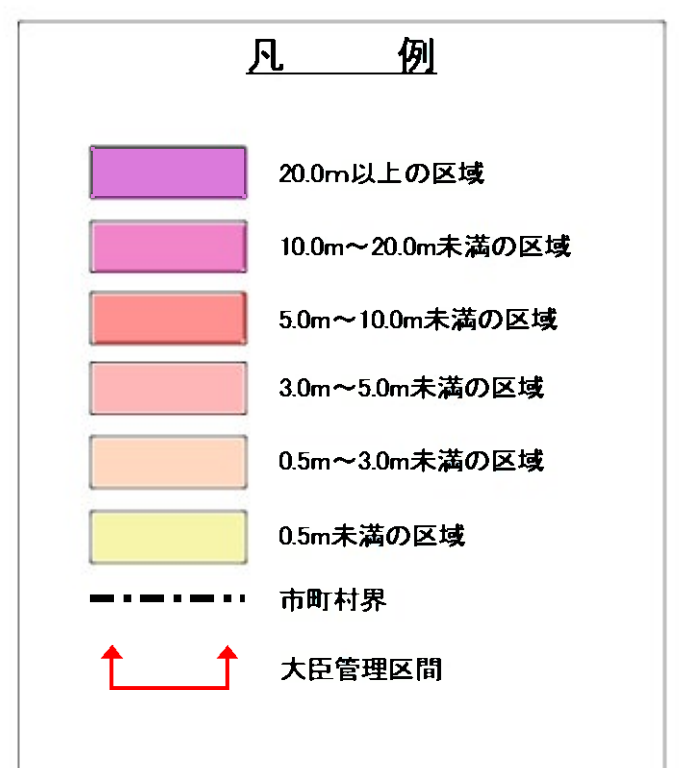 凡 例
20.0m以上の区域
10.0m～20.0m未満の区域
5.0m～10.0m未満の区域
3.0m～5.0m未満の区域
0.5m～3.0m未満の区域
0.5m未満の区域
市町村界
大臣管理区間